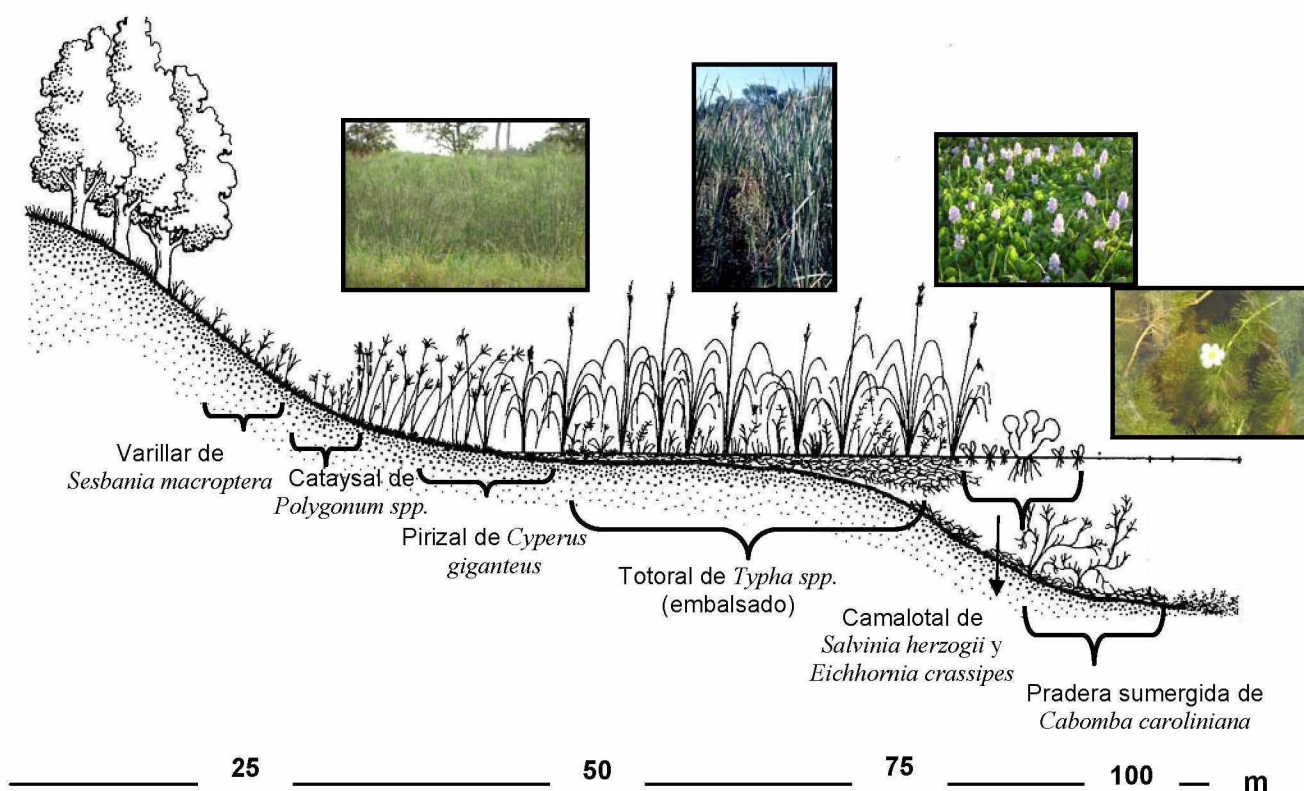 Varillar de
Sesbania macroptera
Cataysal de
Polygonum spp.
Pirizal de Cyperus
giganteus
Totoral de Typha spp.
(embalsado)
Camalotal de
Salvinia herzogii y
Eichhornia crassipes
Pradera sumergida de
Cabomba caroliniana
25 50 75 100 m